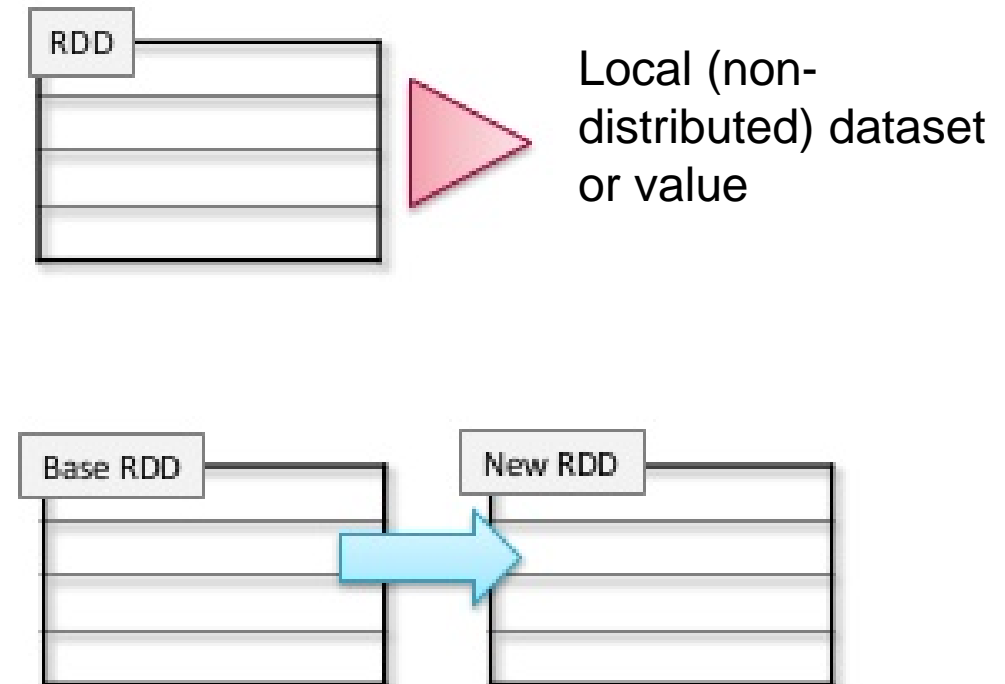 RDD
Local (non-
distributed) dataset
or value
Base RDD
New RDD